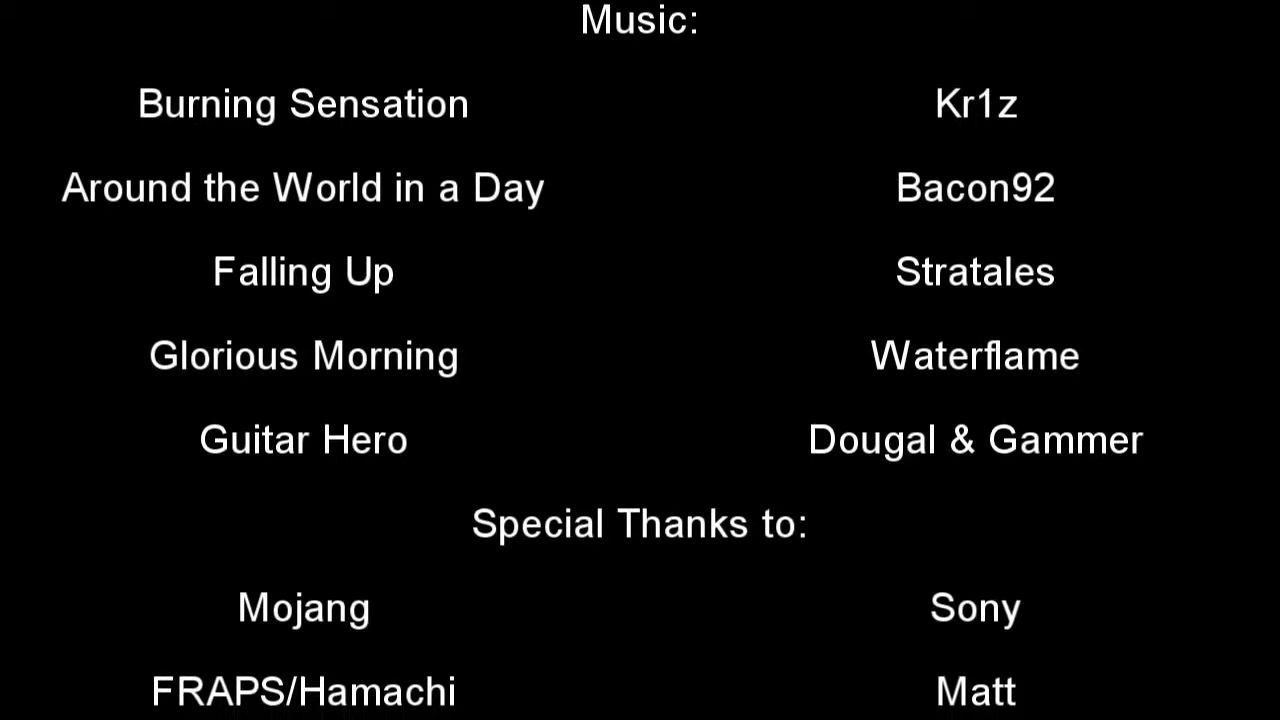 Music:
Burning Sensation Kr1z
Around the World in a Day Bacon92
Falling Up Stratales
Glorious Morning Waterflame
Guitar Hero Dougal & Gammer
Special Thanks to:
Mojang Sony
FRAPS/Hamachi Matt